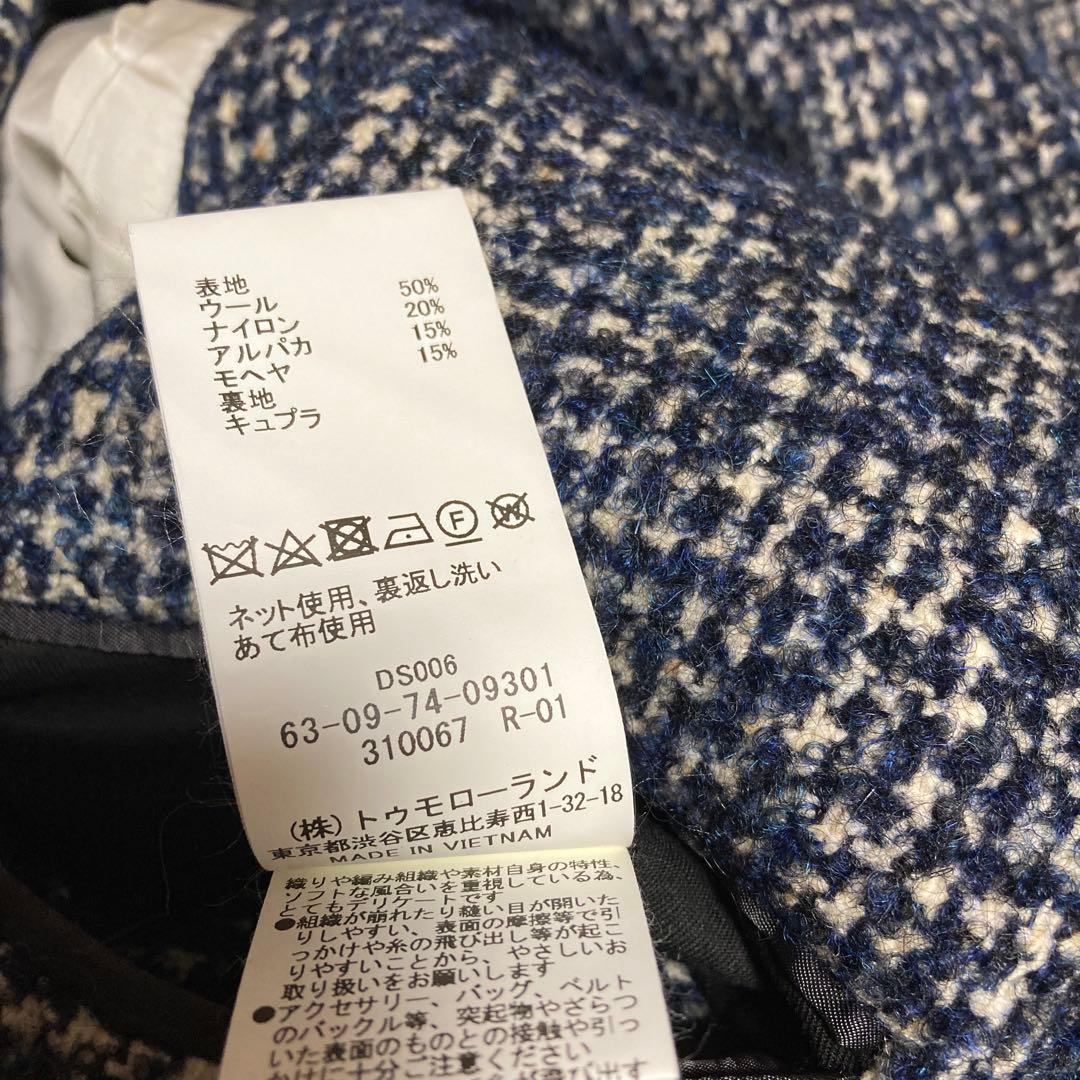 表地
ウール 50%
ナイロン 20%
アルパカ 15%
モヘヤ 15%
裏地
キュプラ
F
W
ネット使用、裏返し洗い
あて布使用
DS006
63-09-74-09301
310067 R-01
(株)トゥモローランド
東京都渋谷区恵比寿西1-32-18
MADE IN VIETNAM
織りや編み組織や素材自身の特性、
ソフトな風合いを重視している為、
とてもデリケートです
●組織が崩れたり縫い目が開いた
りしやすい、表面の摩擦等で引
っかけや糸の飛び出し等が起こ
りやすいことから、やさしいお
取り扱いをお願いします
●アクセサリー、バッグ、ベルト
のバックル等、突起物やざらつ
いた表面のものとの接触や引っ
かけに十分ご注意ください